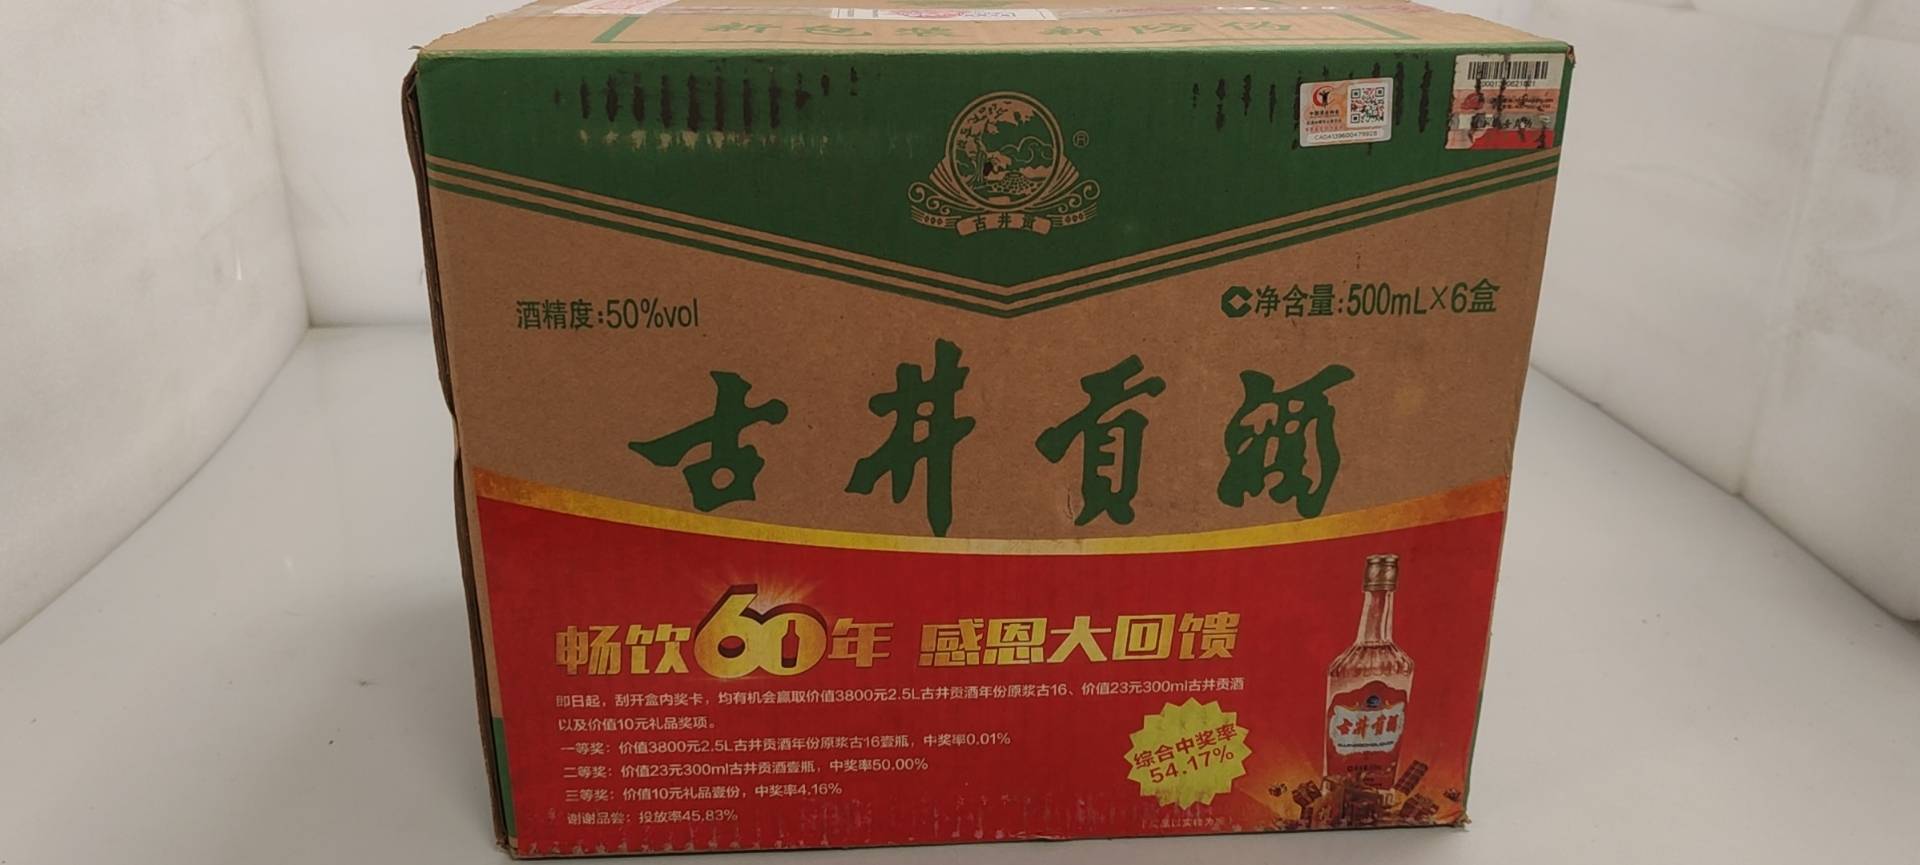 新包装 新防伪
古井贡
CA0A139600479928
酒精度:50%vol
净含量:500mL×6盒
古井贡酒
畅饮60年 感恩大回馈
即日起，刮开盒内奖卡，均有机会赢取价值3800元2.5L古井贡酒年份原浆古16、价值23元300ml古井贡酒
以及价值10元礼品奖项。
一等奖：价值3800元2.5L古井贡酒年份原浆古16壹瓶，中奖率0.01%
二等奖：价值23元300ml古井贡酒壹瓶，中奖率50.00%
三等奖：价值10元礼品壹份，中奖率4.16%
谢谢品尝：投放率45.83%
综合中奖率
54.17%
古井贡酒